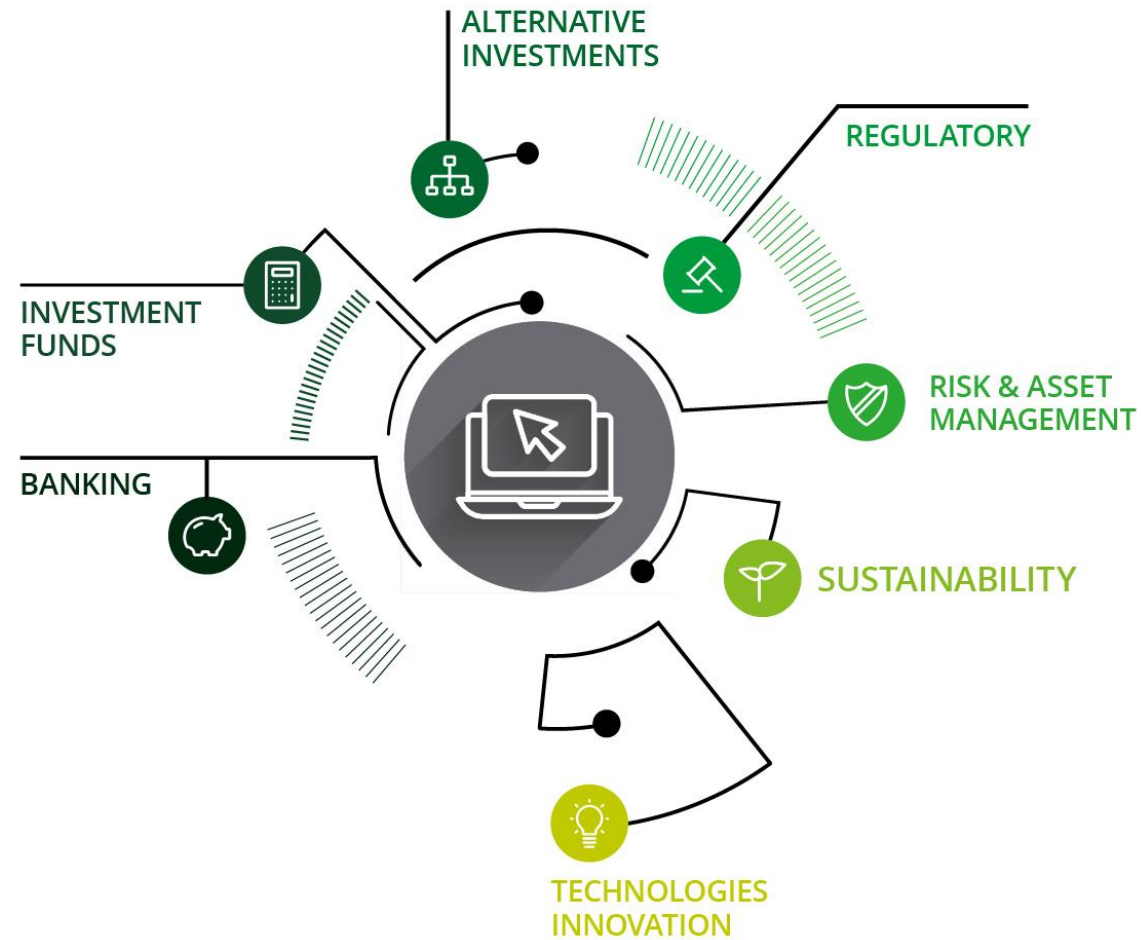 ALTERNATIVE
INVESTMENTS
REGULATORY
INVESTMENT
FUNDS
RISK & ASSET
MANAGEMENT
BANKING
SUSTAINABILITY
TECHNOLOGIES
INNOVATION